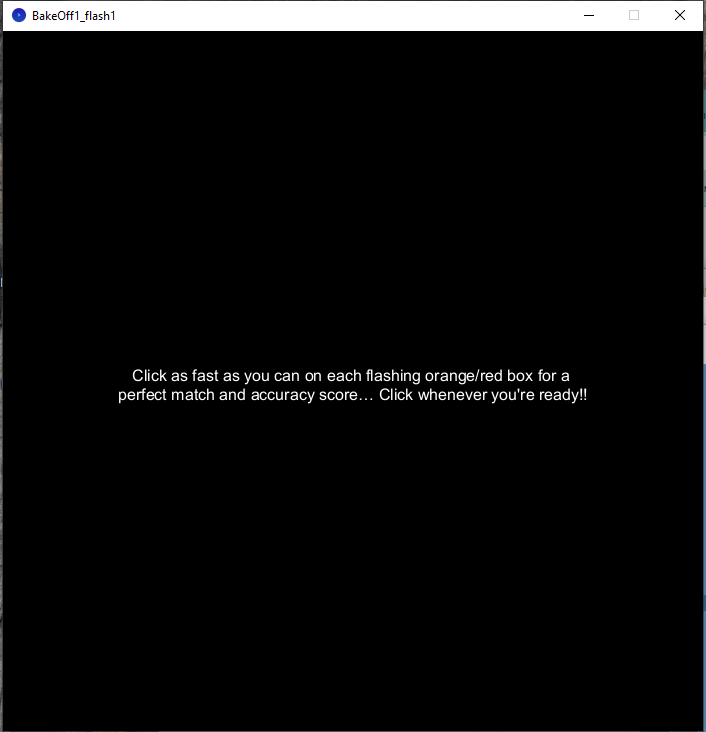 BakeOff1_flash1
Click as fast as you can on each flashing orange/red box for a
perfect match and accuracy score… Click whenever you're ready!!